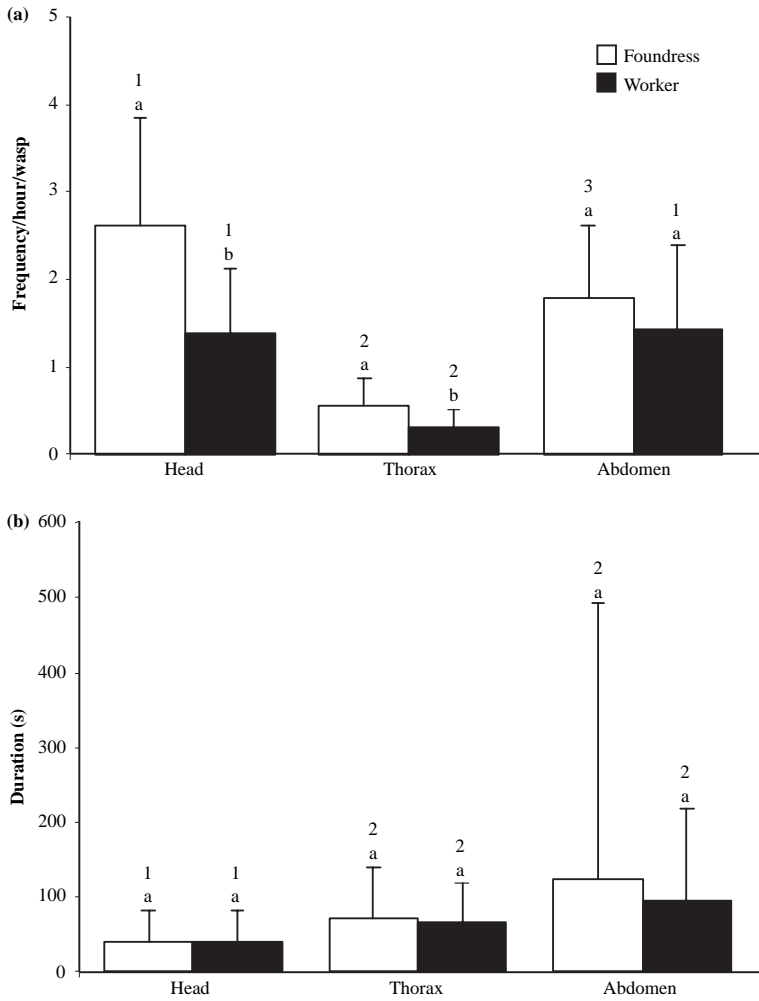 (a)
Frequency/hour/wasp
5
4
3
2
1
0
Foundress
Worker
1
a
1
b
2
a
2
b
3
a
1
a
Head Thorax Abdomen
(b)
Duration (s)
600
500
400
300
200
100
0
1
a
1
a
2
a
2
a
2
a
2
a
Head Thorax Abdomen